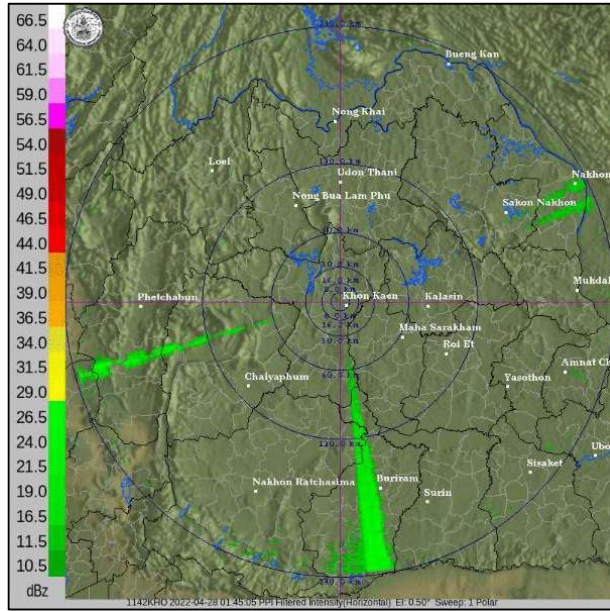 66.5
64.0
61.5
59.0
56.5
54.0
51.5
49.0
46.5
44.0
41.5
39.0
36.5
34.0
31.5
29.0
26.5
24.0
21.5
19.0
16.5
13.5
10.5
dBz
Bueng Kan
Nong Khai
Loei
Udon Thani
Nakhon
Nong Bua Lam Phu
Sakon Nakhon
Mukdal
Phetchabun
Khon Kaen
Kalasin
Maha Sarakham
Roi Et
Amnat Ch
Chaiyaphum
Yasothon
Ubo
Sisaket
Nakhon Ratchasima
Buriram
Surin
1142KHO 2022-04-28 01:45:05 PPI Filtered Intensity(Horizontal) El: 0.50° Sweep: 1 Polar